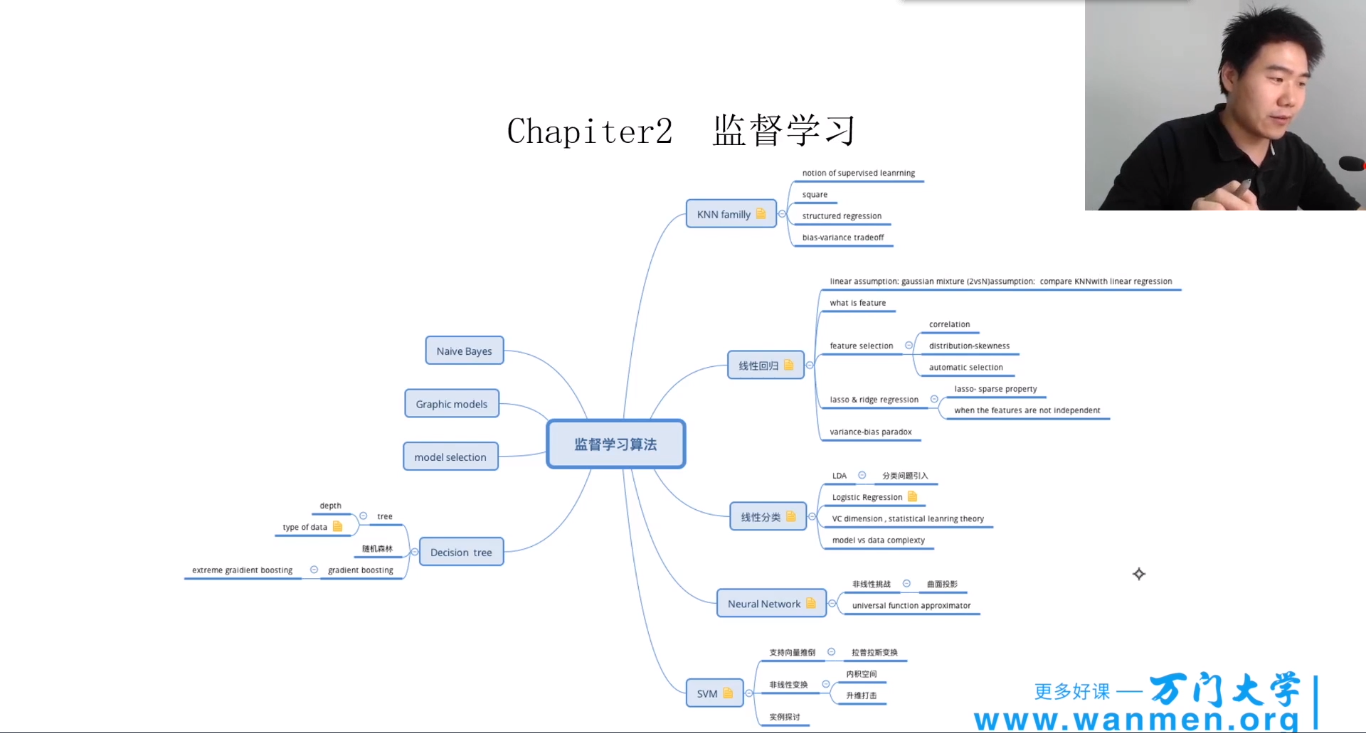 Chapiter2 监督学习
KNN familly
notion of supervised leanrning
square
structured regression
bias-variance tradeoff
线性回归
linear assumption: gaussian mixture (2vsN)assumption: compare KNNwith linear regression
what is feature
feature selection
correlation
distribution-skewness
automatic selection
lasso & ridge regression
lasso- sparse property
when the features are not independent
variance-bias paradox
Naive Bayes
Graphic models
model selection
监督学习算法
线性分类
LDA
分类问题引入
Logistic Regression
VC dimension , statistical leanring theory
model vs data complexty
Decision tree
tree
depth
type of data
随机森林
gradient boosting
extreme graidient boosting
Neural Network
非线性挑战
曲面投影
universal function approximator
SVM
支持向量推倒
拉普拉斯变换
非线性变换
内积空间
升维打击
实例探讨
更多好课 — 万门大学
www.wanmen.org